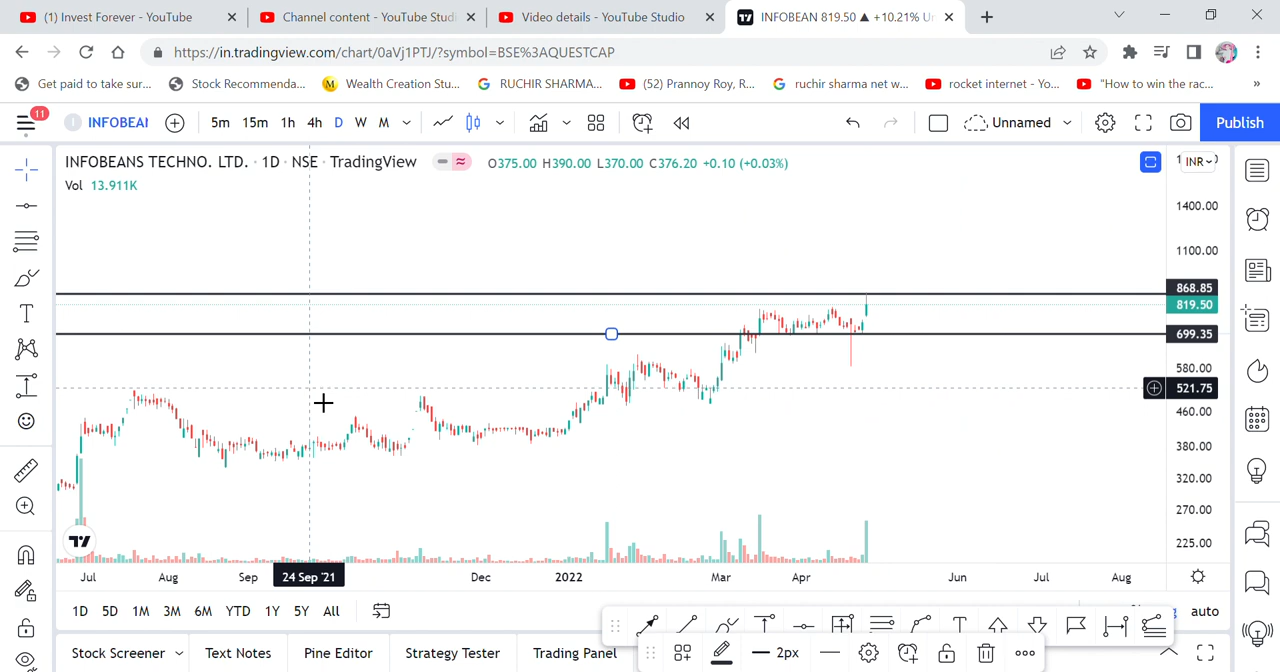 (1) Invest Forever - YouTube
Channel content - YouTube Studi
Video details - YouTube Studio
INFOBEAN 819.50 ▲ +10.21% U
https://in.tradingview.com/chart/0aVj1PTJ/?symbol=BSE%3AQUESTCAP
Get paid to take sur...
Stock Recommenda...
Wealth Creation Stu...
RUCHIR SHARMA...
(52) Prannoy Roy, R...
ruchir sharma net w...
rocket internet - Yo...
"How to win the rac...
»
11
INFOBEAN
5m 15m 1h 4h D W M
Unnamed
Publish
INFOBEANS TECHNO. LTD. · 1D · NSE · TradingView
O375.00 H390.00 L370.00 C376.20 +0.10 (+0.03%)
INR
Vol 13.911K
1400.00
1100.00
868.85
819.50
699.35
580.00
521.75
460.00
380.00
320.00
270.00
225.00
Jul Aug Sep 24 Sep '21 Dec 2022 Mar Apr Jun Jul Aug
1D 5D 1M 3M 6M YTD 1Y 5Y All
auto
Stock Screener Text Notes Pine Editor Strategy Tester Trading Panel
2px